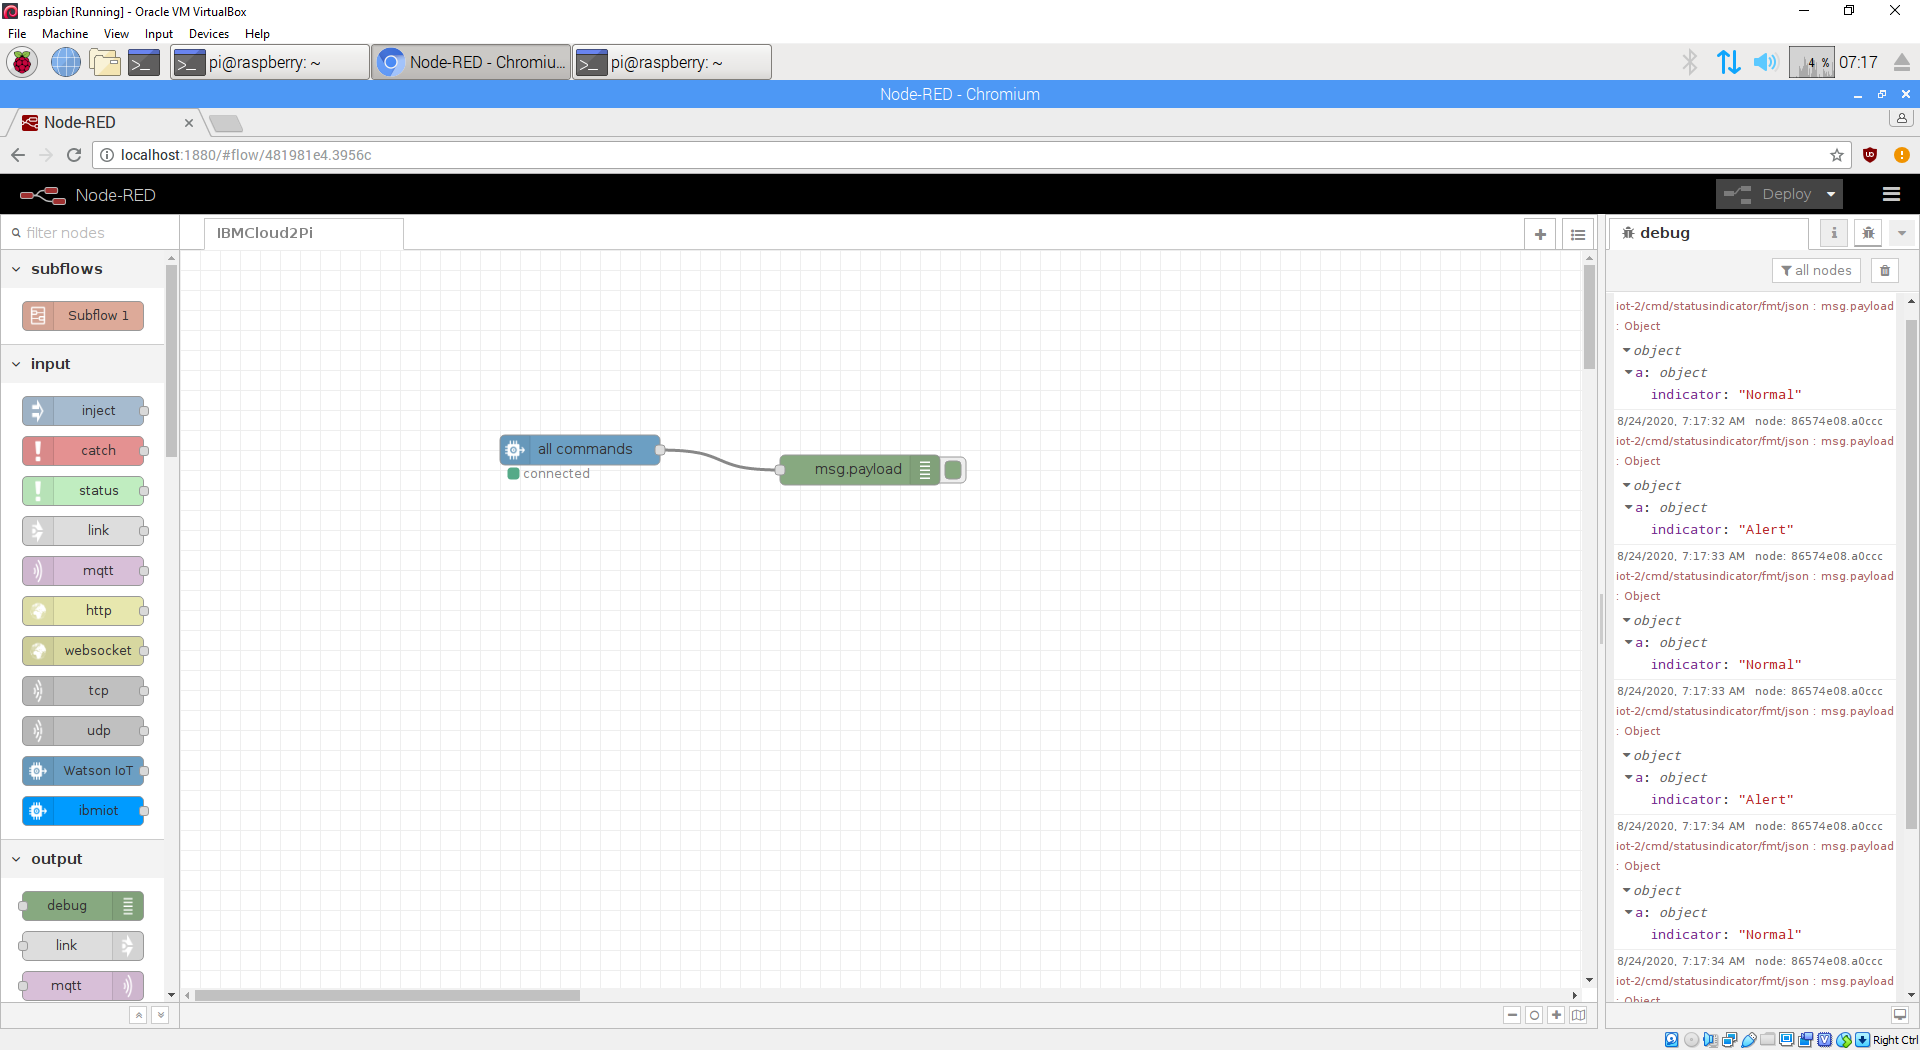 raspbian [Running] - Oracle VM VirtualBox
File Machine View Input Devices Help
pi@raspberry: ~
Node-RED - Chromiu...
pi@raspberry: ~
4 %
07:17
Node-RED - Chromium
Node-RED
localhost:1880/#flow/481981e4.3956c
Node-RED
Deploy
filter nodes
IBMCloud2Pi
debug
all nodes
subflows
Subflow 1
input
inject
catch
status
link
mqtt
http
websocket
tcp
udp
Watson IoT
ibmiot
output
debug
link
mqtt
all commands
connected
msg.payload
iot-2/cmd/statusindicator/fmt/json : msg.payload
: Object
object
a: object
indicator: "Normal"
8/24/2020, 7:17:32 AM node: 86574e08.a0ccc
iot-2/cmd/statusindicator/fmt/json : msg.payload
: Object
object
a: object
indicator: "Alert"
8/24/2020, 7:17:33 AM node: 86574e08.a0ccc
iot-2/cmd/statusindicator/fmt/json : msg.payload
: Object
object
a: object
indicator: "Normal"
8/24/2020, 7:17:33 AM node: 86574e08.a0ccc
iot-2/cmd/statusindicator/fmt/json : msg.payload
: Object
object
a: object
indicator: "Alert"
8/24/2020, 7:17:34 AM node: 86574e08.a0ccc
iot-2/cmd/statusindicator/fmt/json : msg.payload
: Object
object
a: object
indicator: "Normal"
8/24/2020, 7:17:34 AM node: 86574e08.a0ccc
iot-2/cmd/statusindicator/fmt/json : msg.payload
: Object
Right Ctrl